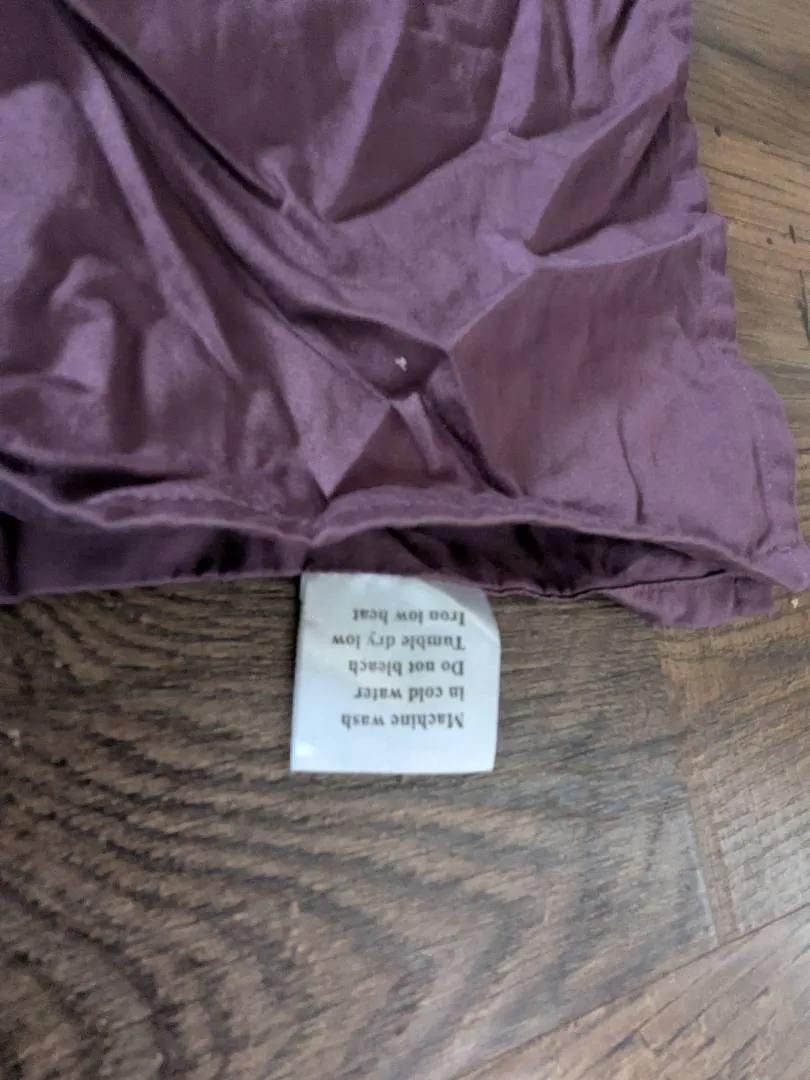 Machine wash
in cold water
Do not bleach
Tumble dry low
Iron low heat